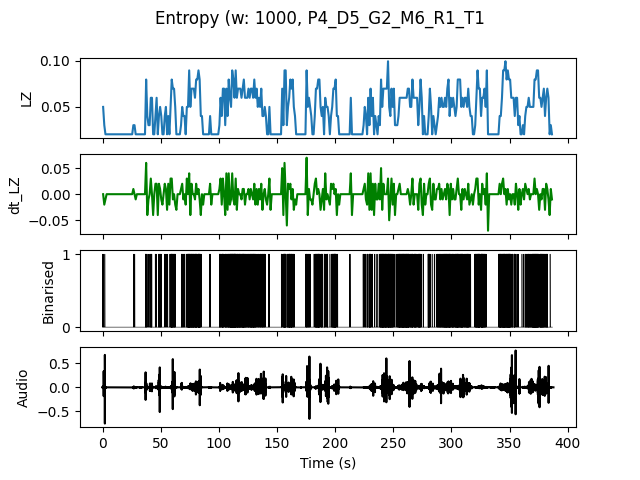 Entropy (w: 1000, P4_D5_G2_M6_R1_T1
0.10
0.05
LZ
0.05
0.00
−0.05
dt_LZ
1
0
Binarised
0.5
0.0
−0.5
Audio
0 50 100 150 200 250 300 350 400
Time (s)